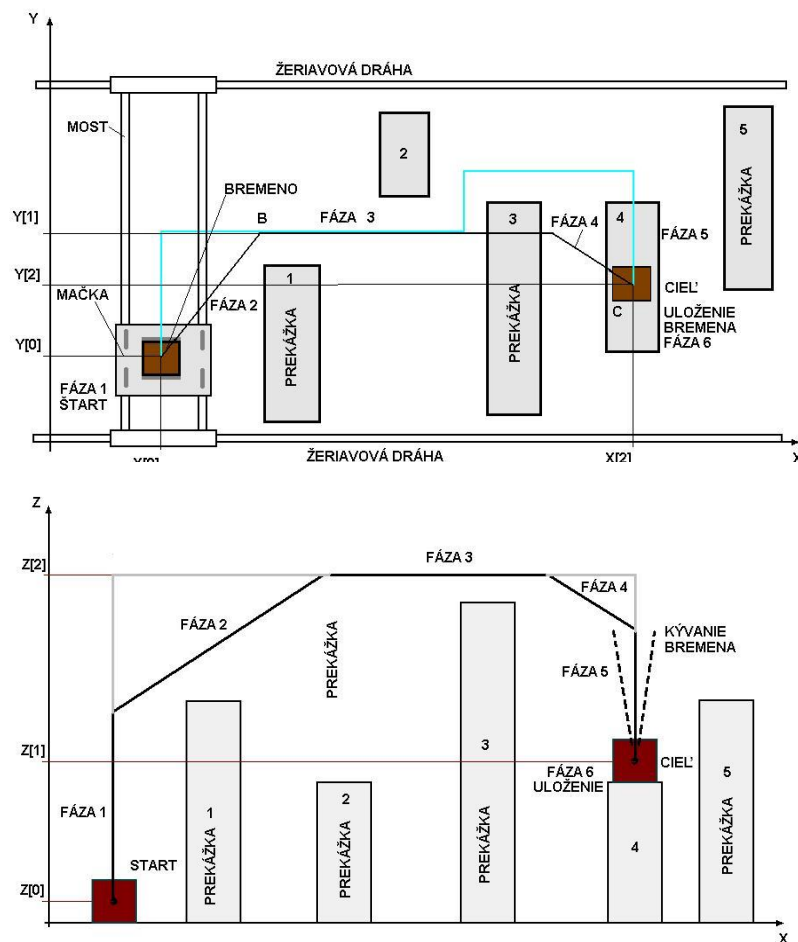 Y
ŽERIAVOVÁ DRÁHA
MOST
2
5
PREKÁŽKA
BREMENO
Y[1]
B
FÁZA 3
3
PREKÁŽKA
FÁZA 4
4
FÁZA 5
Y[2]
1
PREKÁŽKA
MAČKA
FÁZA 2
CIEĽ
C
ULOŽENIE
BREMENA
FÁZA 6
Y[0]
FÁZA 1
ŠTART
ŽERIAVOVÁ DRÁHA
X[2]
X
Z
Z[2]
FÁZA 3
FÁZA 4
FÁZA 2
PREKÁŽKA
KÝVANIE
BREMENA
FÁZA 5
Z[1]
3
PREKÁŽKA
FÁZA 6
ULOŽENIE
CIEĽ
5
PREKÁŽKA
1
PREKÁŽKA
2
PREKÁŽKA
4
FÁZA 1
START
Z[0]
X